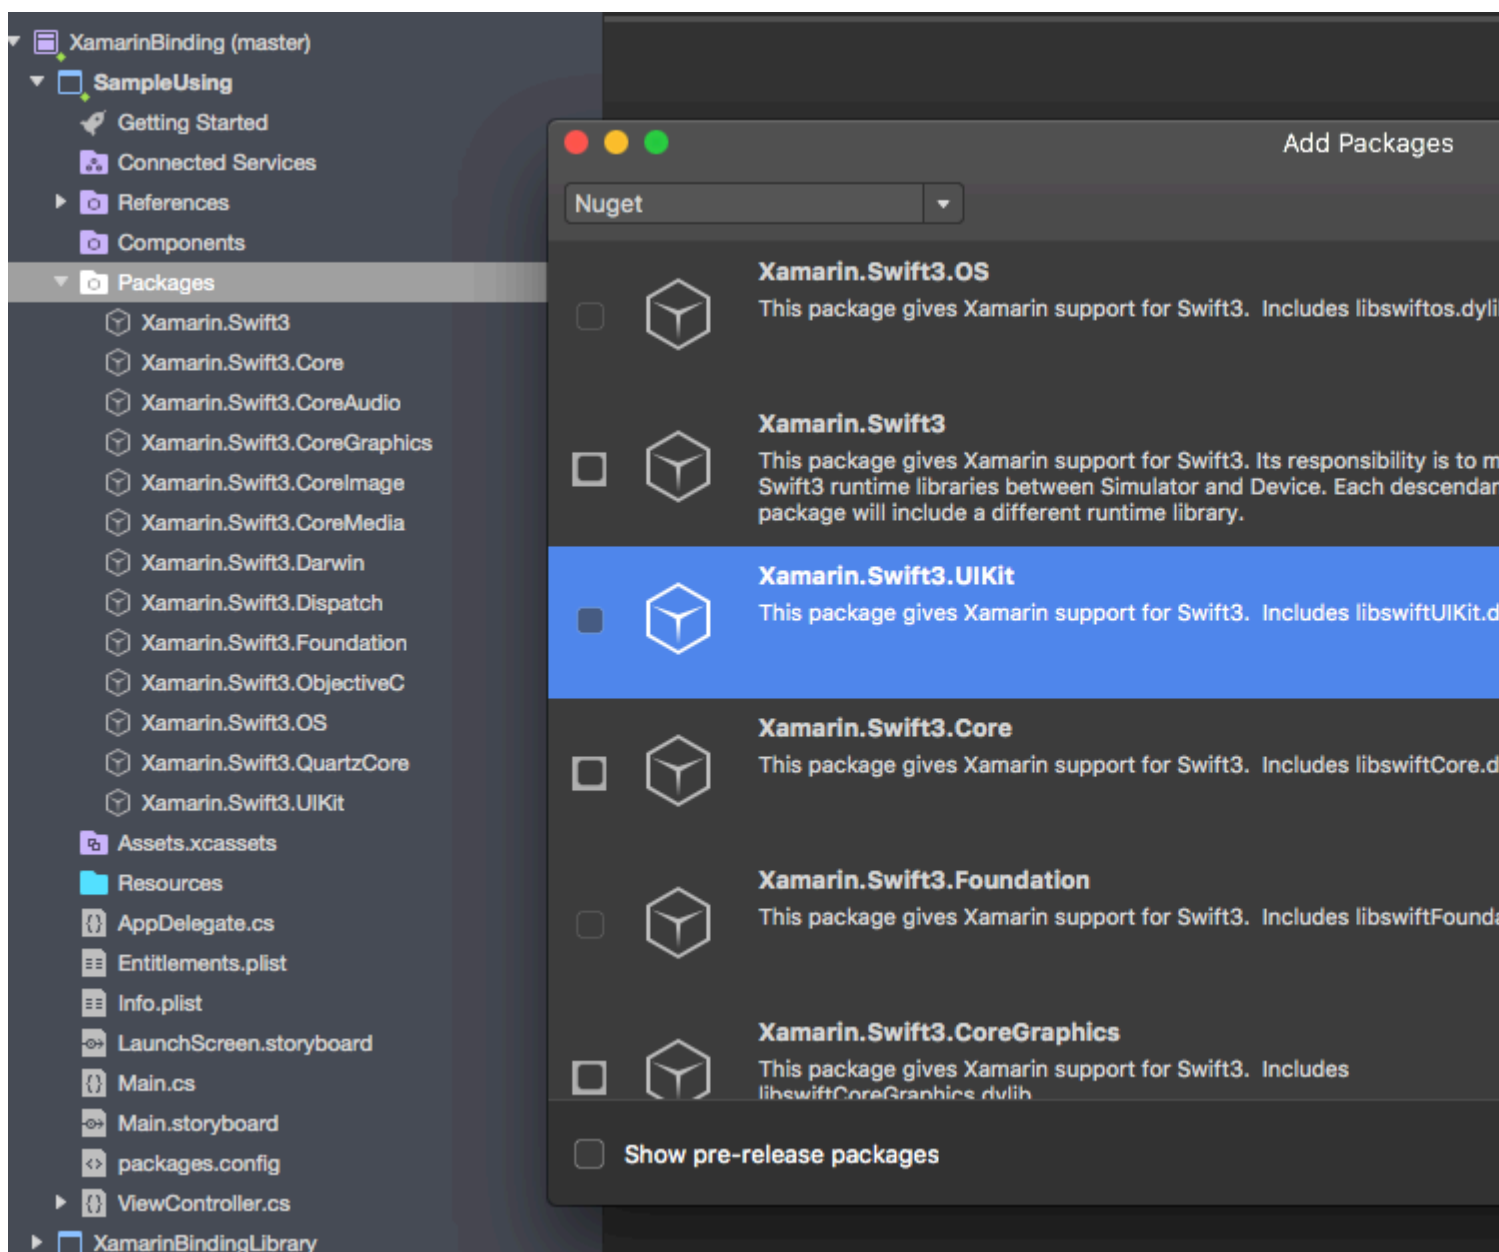 XamarinBinding (master)
SampleUsing
Getting Started
Connected Services
References
Components
Packages
Xamarin.Swift3
Xamarin.Swift3.Core
Xamarin.Swift3.CoreAudio
Xamarin.Swift3.CoreGraphics
Xamarin.Swift3.CoreImage
Xamarin.Swift3.CoreMedia
Xamarin.Swift3.Darwin
Xamarin.Swift3.Dispatch
Xamarin.Swift3.Foundation
Xamarin.Swift3.ObjectiveC
Xamarin.Swift3.OS
Xamarin.Swift3.QuartzCore
Xamarin.Swift3.UIKit
Assets.xcassets
Resources
AppDelegate.cs
Entitlements.plist
Info.plist
LaunchScreen.storyboard
Main.cs
Main.storyboard
packages.config
ViewController.cs
XamarinBindingLibrary
Add Packages
Nuget
Xamarin.Swift3.OS
This package gives Xamarin support for Swift3. Includes libswiftos.dyli
Xamarin.Swift3
This package gives Xamarin support for Swift3. Its responsibility is to m
Swift3 runtime libraries between Simulator and Device. Each descendan
package will include a different runtime library.
Xamarin.Swift3.UIKit
This package gives Xamarin support for Swift3. Includes libswiftUIKit.d
Xamarin.Swift3.Core
This package gives Xamarin support for Swift3. Includes libswiftCore.d
Xamarin.Swift3.Foundation
This package gives Xamarin support for Swift3. Includes libswiftFounda
Xamarin.Swift3.CoreGraphics
This package gives Xamarin support for Swift3. Includes
libswiftCoreGraphics.dylib
Show pre-release packages